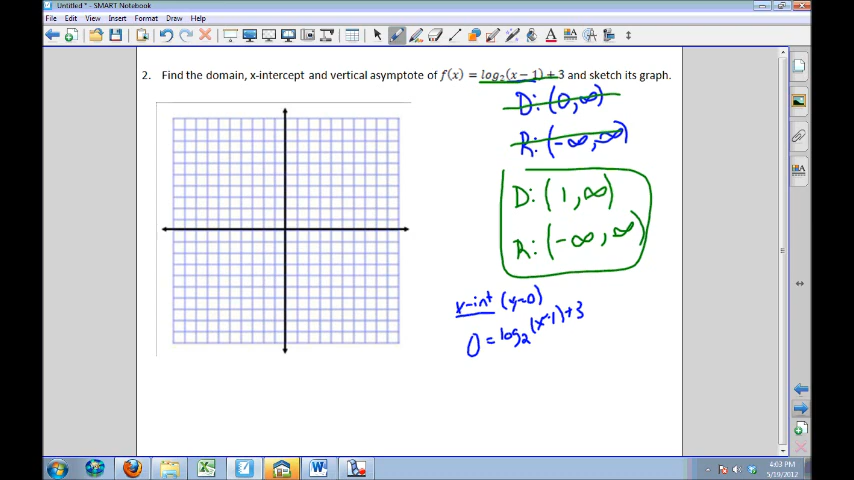 Untitled * - SMART Notebook
File Edit View Insert Format Draw Help
2. Find the domain, x-intercept and vertical asymptote of f(x) = log₂(x − 1) + 3 and sketch its graph.
D: (0, ∞)
R: (-∞, ∞)
D: (1, ∞)
R: (-∞, ∞)
x-int (y=0)
0 = log₂(x-1)+3
4:03 PM
5/19/2012